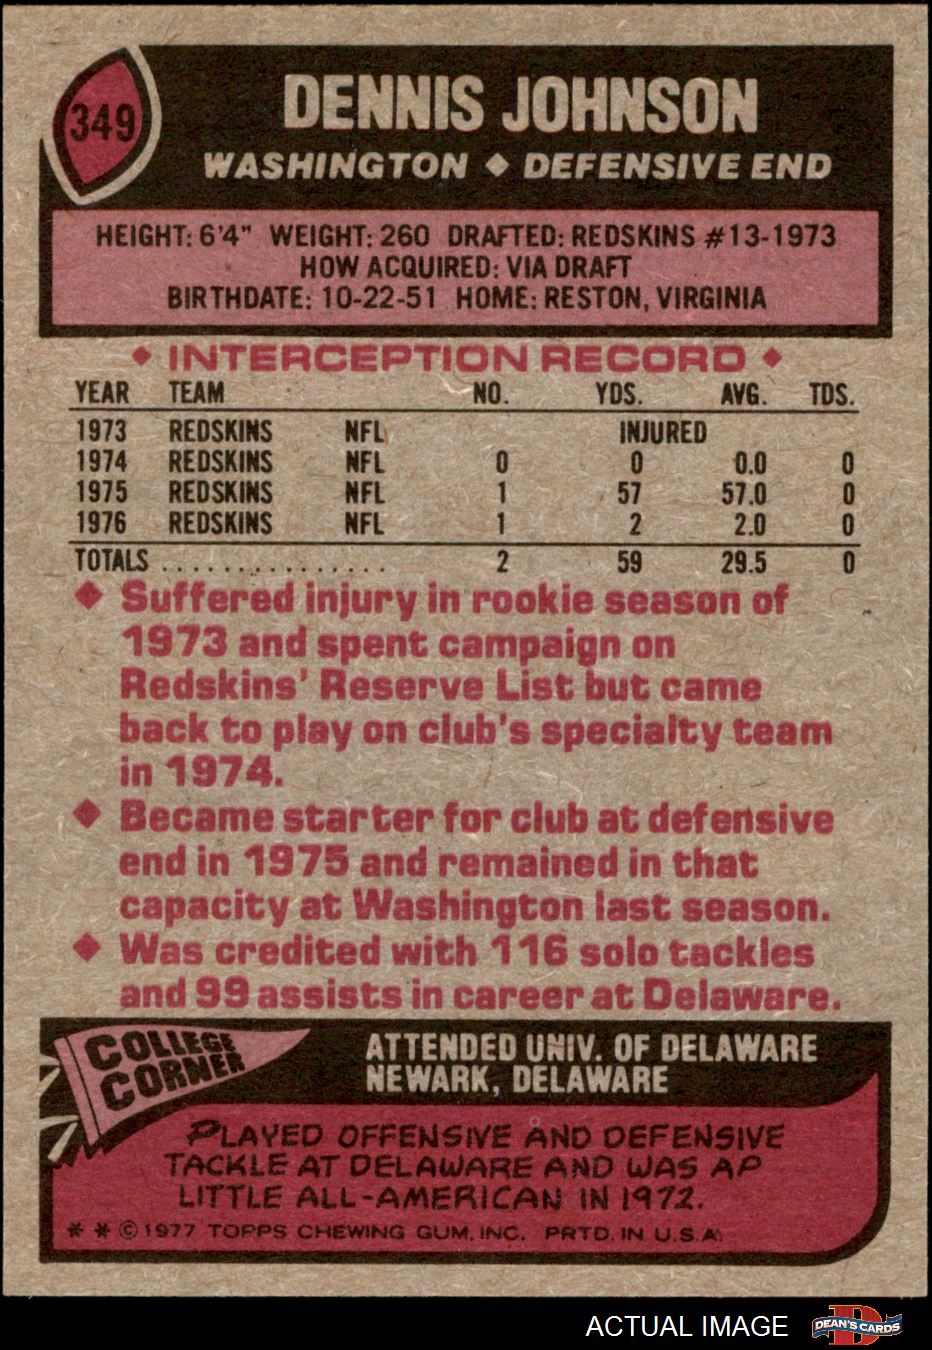 349
DENNIS JOHNSON
WASHINGTON ◆ DEFENSIVE END
HEIGHT: 6'4" WEIGHT: 260 DRAFTED: REDSKINS #13-1973
HOW ACQUIRED: VIA DRAFT
BIRTHDATE: 10-22-51 HOME: RESTON, VIRGINIA
◆ INTERCEPTION RECORD ◆
YEAR TEAM NO. YDS. AVG. TDS.
1973 REDSKINS NFL INJURED
1974 REDSKINS NFL 0 0 0.0 0
1975 REDSKINS NFL 1 57 57.0 0
1976 REDSKINS NFL 1 2 2.0 0
TOTALS . . . . . . . . . . . . . . . 2 59 29.5 0
◆ Suffered injury in rookie season of
1973 and spent campaign on
Redskins' Reserve List but came
back to play on club's specialty team
in 1974.
◆ Became starter for club at defensive
end in 1975 and remained in that
capacity at Washington last season.
◆ Was credited with 116 solo tackles
and 99 assists in career at Delaware.
COLLEGE
CORNER
ATTENDED UNIV. OF DELAWARE
NEWARK, DELAWARE
PLAYED OFFENSIVE AND DEFENSIVE
TACKLE AT DELAWARE AND WAS AP
LITTLE ALL-AMERICAN IN 1972.
* * © 1977 TOPPS CHEWING GUM, INC. PRTD. IN U.S.A.
ACTUAL IMAGE
D
DEAN'S CARDS